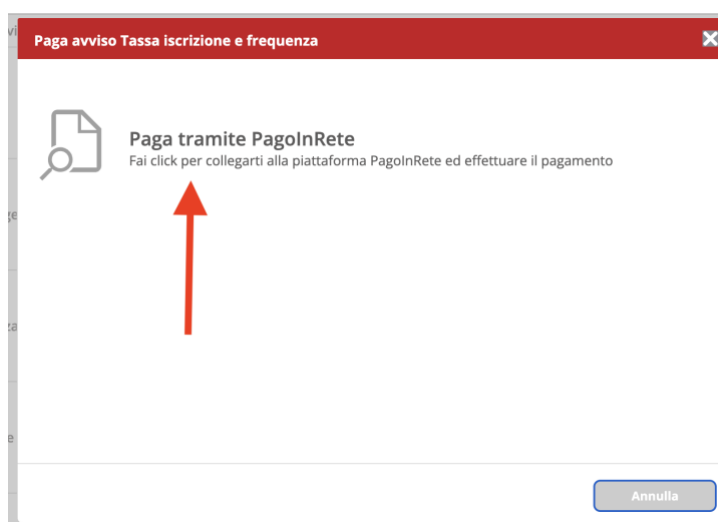 Paga avviso Tassa iscrizione e frequenza
Paga tramite PagoInRete
Fai click per collegarti alla piattaforma PagoInRete ed effettuare il pagamento
Annulla